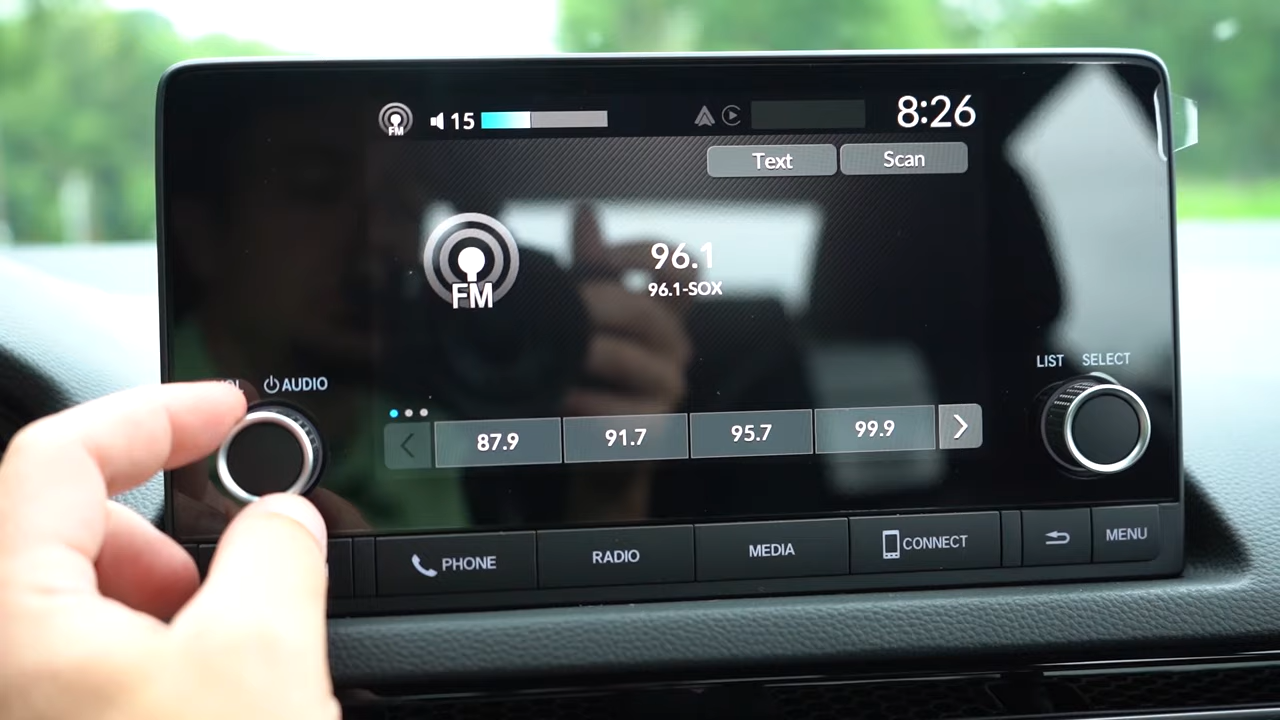 FM 15 8:26
Text Scan
FM
96.1
96.1-SOX
LIST SELECT
AUDIO
87.9 91.7 95.7 99.9
PHONE RADIO MEDIA CONNECT MENU